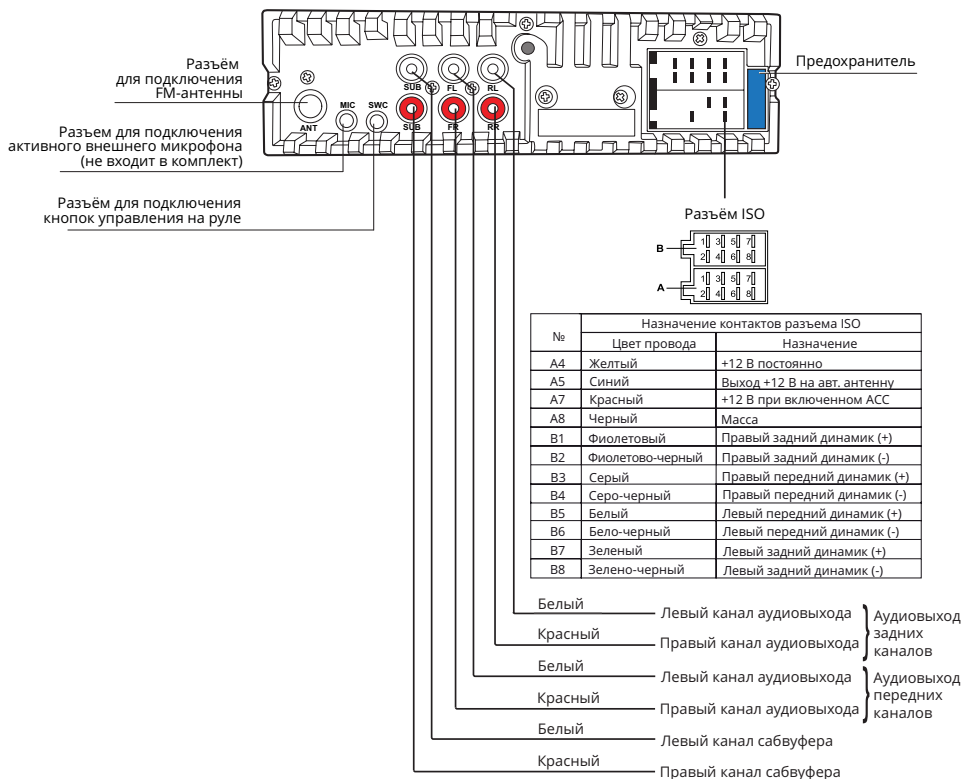 Разъём
для подключения
FM-антенны
Разъем для подключения
активного внешнего микрофона
(не входит в комплект)
Разъём для подключения
кнопок управления на руле
ANT
MIC
SWC
SUB
FL
RL
SUB
FR
RR
Предохранитель
Разъём ISO
B
1 3 5 7
2 4 6 8
A
1 3 5 7
2 4 6 8
№ Назначение контактов разъема ISO
Цвет провода Назначение
A4 Желтый +12 В постоянно
A5 Синий Выход +12 В на авт. антенну
A7 Красный +12 В при включенном ACC
A8 Черный Масса
B1 Фиолетовый Правый задний динамик (+)
B2 Фиолетово-черный Правый задний динамик (-)
B3 Серый Правый передний динамик (+)
B4 Серо-черный Правый передний динамик (-)
B5 Белый Левый передний динамик (+)
B6 Бело-черный Левый передний динамик (-)
B7 Зеленый Левый задний динамик (+)
B8 Зелено-черный Левый задний динамик (-)
Белый Левый канал аудиовыхода
Красный Правый канал аудиовыхода
Аудиовыход
задних
каналов
Белый Левый канал аудиовыхода
Красный Правый канал аудиовыхода
Аудиовыход
передних
каналов
Белый Левый канал сабвуфера
Красный Правый канал сабвуфера